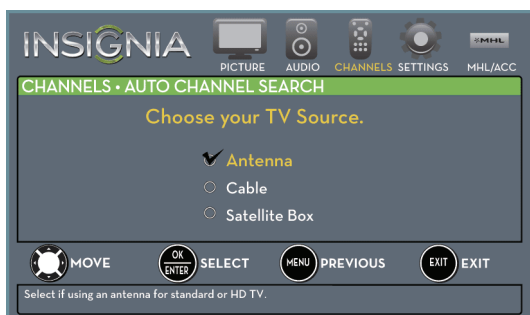 INSIGNIA
PICTURE AUDIO CHANNELS SETTINGS MHL/ACC
MHL
CHANNELS • AUTO CHANNEL SEARCH
Choose your TV Source.
Antenna
Cable
Satellite Box
MOVE OK ENTER SELECT MENU PREVIOUS EXIT EXIT
Select if using an antenna for standard or HD TV.